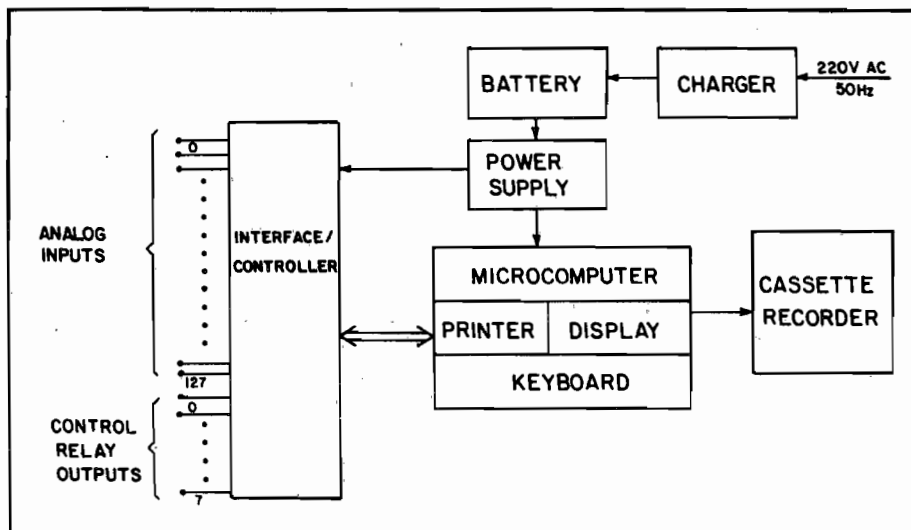 BATTERY
CHARGER
220V AC
50Hz
POWER
SUPPLY
0
ANALOG
INPUTS
127
CONTROL
RELAY
OUTPUTS
0
7
INTERFACE/
CONTROLLER
MICROCOMPUTER
PRINTER
DISPLAY
KEYBOARD
CASSETTE
RECORDER